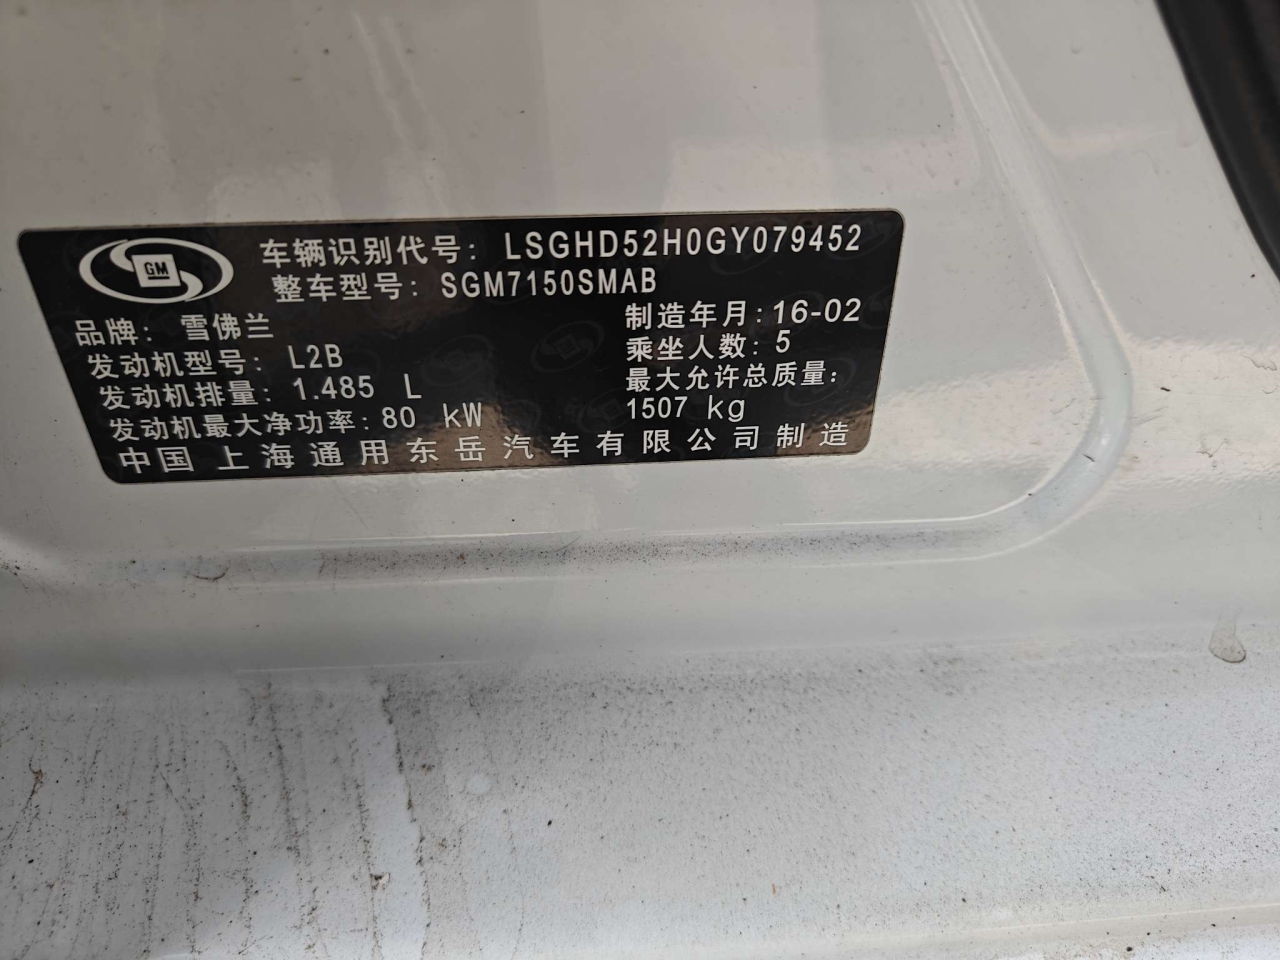 GM
车辆识别代号: LSGHD52H0GY079452
整车型号: SGM7150SMAB
品牌: 雪佛兰
制造年月: 16-02
发动机型号: L2B
乘坐人数: 5
发动机排量: 1.485 L
最大允许总质量:
1507 kg
发动机最大净功率: 80 kW
中国上海通用东岳汽车有限公司制造